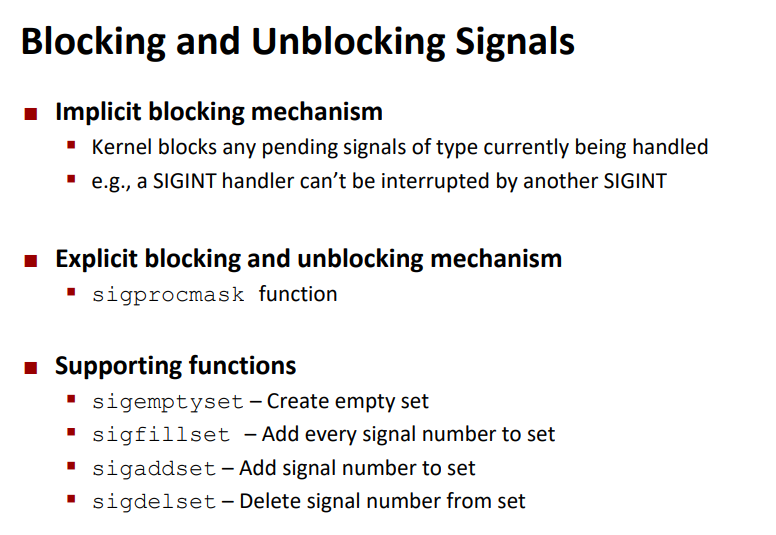 Blocking and Unblocking Signals
■ Implicit blocking mechanism
▪ Kernel blocks any pending signals of type currently being handled
▪ e.g., a SIGINT handler can’t be interrupted by another SIGINT
■ Explicit blocking and unblocking mechanism
▪ sigprocmask function
■ Supporting functions
▪ sigemptyset – Create empty set
▪ sigfillset – Add every signal number to set
▪ sigaddset – Add signal number to set
▪ sigdelset – Delete signal number from set